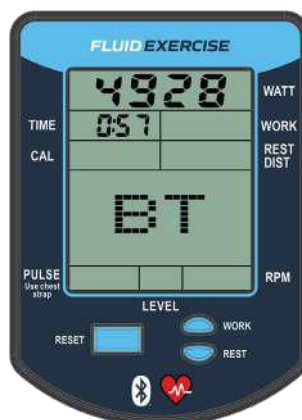 FLUID EXERCISE
4928
WATT
TIME
0:57
WORK
CAL
REST
DIST
BT
PULSE
Use chest
strap
RPM
LEVEL
RESET
WORK
REST